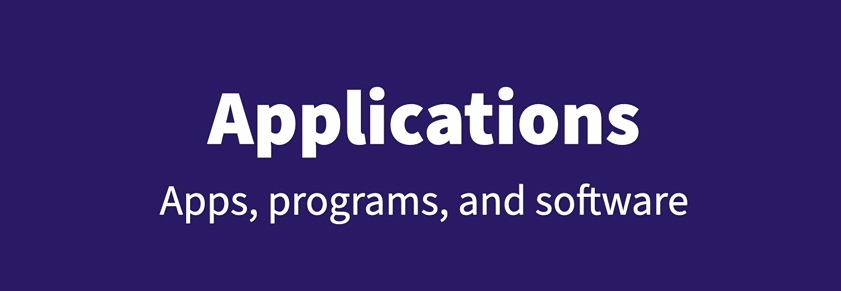 Applications
Apps, programs, and software